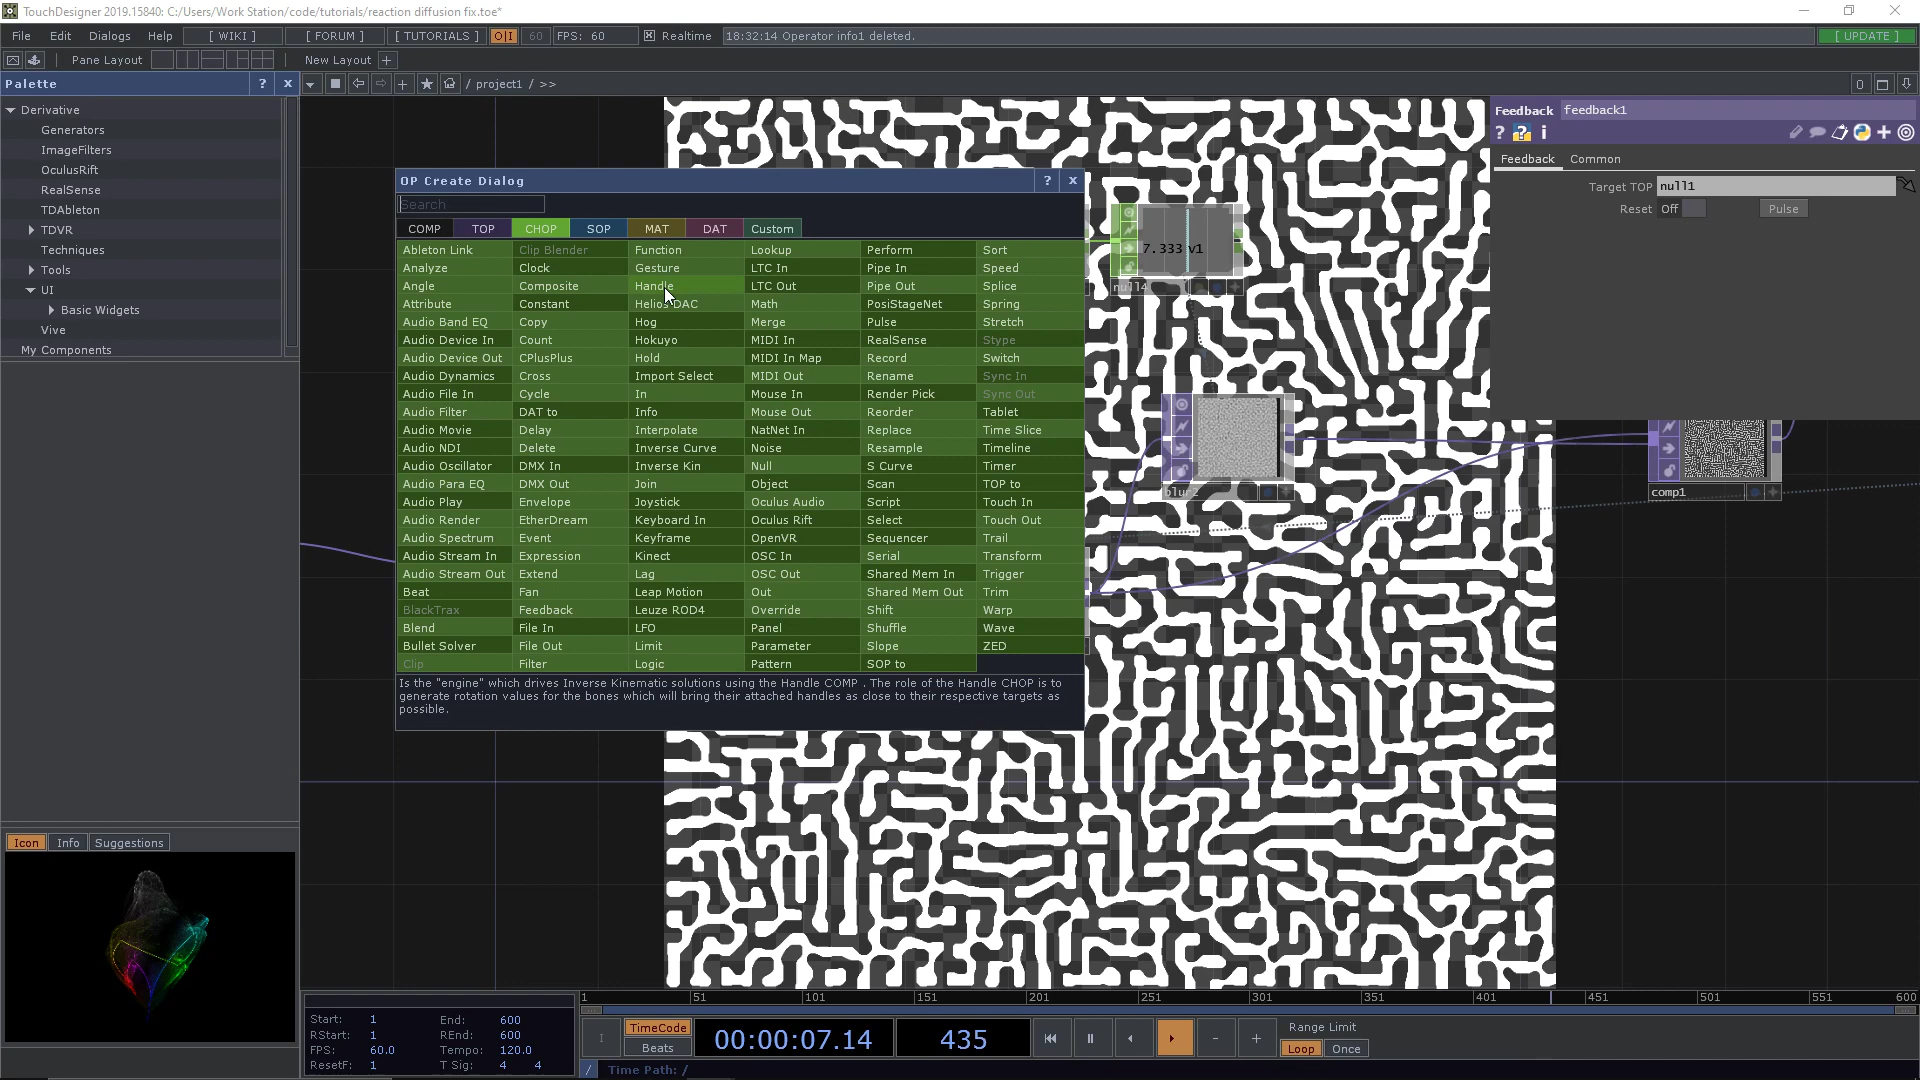 TouchDesigner 2019.15840: C:/Users/Work Station/code/tutorials/reaction diffusion fix.toe*
File Edit Dialogs Help [ WIKI ] [ FORUM ] [ TUTORIALS ] O|I 60 FPS: 60 Realtime 18:32:14 Operator info1 deleted. [ UPDATE ]
Pane Layout New Layout +
Palette ? x / project1 / >> 0
Derivative
Generators
ImageFilters
OculusRift
RealSense
TDAbleton
TDVR
Techniques
Tools
UI
Basic Widgets
Vive
My Components
Icon Info Suggestions
OP Create Dialog ? x
Search
COMP TOP CHOP SOP MAT DAT Custom
Ableton Link Clip Blender Function Lookup Perform Sort
Analyze Clock Gesture LTC In Pipe In Speed
Angle Composite Handle LTC Out Pipe Out Splice
Attribute Constant Helios DAC Math PosiStageNet Spring
Audio Band EQ Copy Hog Merge Pulse Stretch
Audio Device In Count Hokuyo MIDI In RealSense Stype
Audio Device Out CPlusPlus Hold MIDI In Map Record Switch
Audio Dynamics Cross Import Select MIDI Out Rename Sync In
Audio File In Cycle In Mouse In Render Pick Sync Out
Audio Filter DAT to Info Mouse Out Reorder Tablet
Audio Movie Delay Interpolate NatNet In Replace Time Slice
Audio NDI Delete Inverse Curve Noise Resample Timeline
Audio Oscillator DMX In Inverse Kin Null S Curve Timer
Audio Para EQ DMX Out Join Object Scan TOP to
Audio Play Envelope Joystick Oculus Audio Script Touch In
Audio Render EtherDream Keyboard In Oculus Rift Select Touch Out
Audio Spectrum Event Keyframe OpenVR Sequencer Trail
Audio Stream In Expression Kinect OSC In Serial Transform
Audio Stream Out Extend Lag OSC Out Shared Mem In Trigger
Beat Fan Leap Motion Out Shared Mem Out Trim
BlackTrax Feedback Leuze ROD4 Override Shift Warp
Blend File In LFO Panel Shuffle Wave
Bullet Solver File Out Limit Parameter Slope ZED
Clip Filter Logic Pattern SOP to
Is the "engine" which drives Inverse Kinematic solutions using the Handle COMP . The role of the Handle CHOP is to
generate rotation values for the bones which will bring their attached handles as close to their respective targets as
possible.
7.333 v1
null4
blur2
comp1
Feedback feedback1
? ? i
Feedback Common
Target TOP null1
Reset Off Pulse
Start: 1 End: 600
RStart: 1 REnd: 600
FPS: 60.0 Tempo: 120.0
ResetF: 1 T Sig: 4 4
1 51 101 151 201 251 301 351 401 451 501 551 600
TimeCode
Beats
00:00:07.14 435
Range Limit
Loop Once
/ Time Path: /